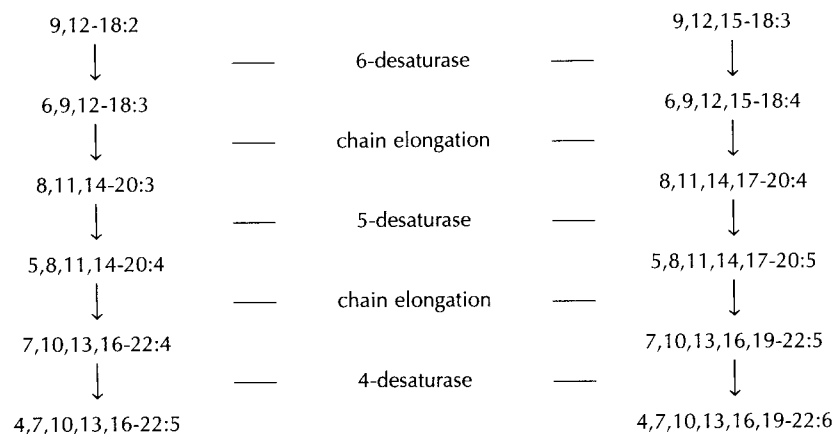 9,12-18:2 9,12,15-18:3
6-desaturase
6,9,12-18:3 6,9,12,15-18:4
chain elongation
8,11,14-20:3 8,11,14,17-20:4
5-desaturase
5,8,11,14-20:4 5,8,11,14,17-20:5
chain elongation
7,10,13,16-22:4 7,10,13,16,19-22:5
4-desaturase
4,7,10,13,16-22:5 4,7,10,13,16,19-22:6